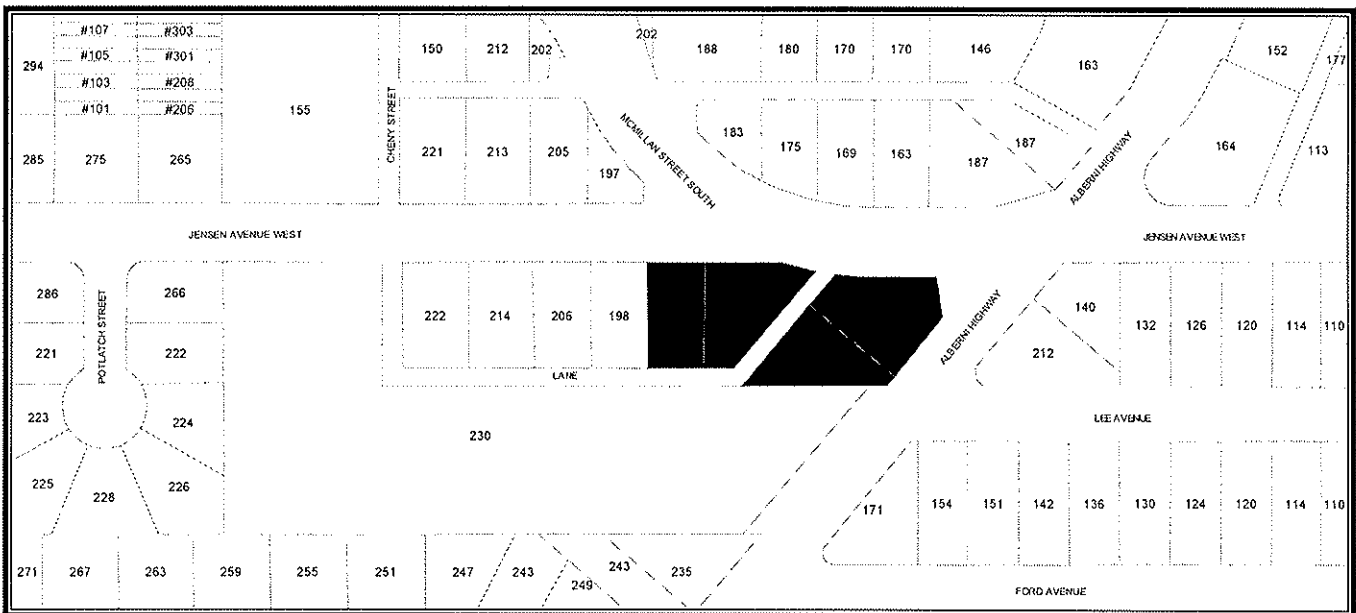 #107 #303
294 #105 #301
#103 #208
#101 #206
155
150 212 202 202 188 180 170 170 146 163 152 177
285 275 265
CHENY STREET
221 213 205 197
MCMILLAN STREET SOUTH
183 175 169 163 187 187
ALBERNI HIGHWAY
164 113
JENSEN AVENUE WEST
JENSEN AVENUE WEST
286 266
POTLATCH STREET
221 222
222 214 206 198
LANE
ALBERNI HIGHWAY
140
212
132 126 120 114 110
223 224
225 228 226
230
LEE AVENUE
171 154 151 142 136 130 124 120 114 110
271 267 263 259 255 251 247 243 249 243 235
FORD AVENUE